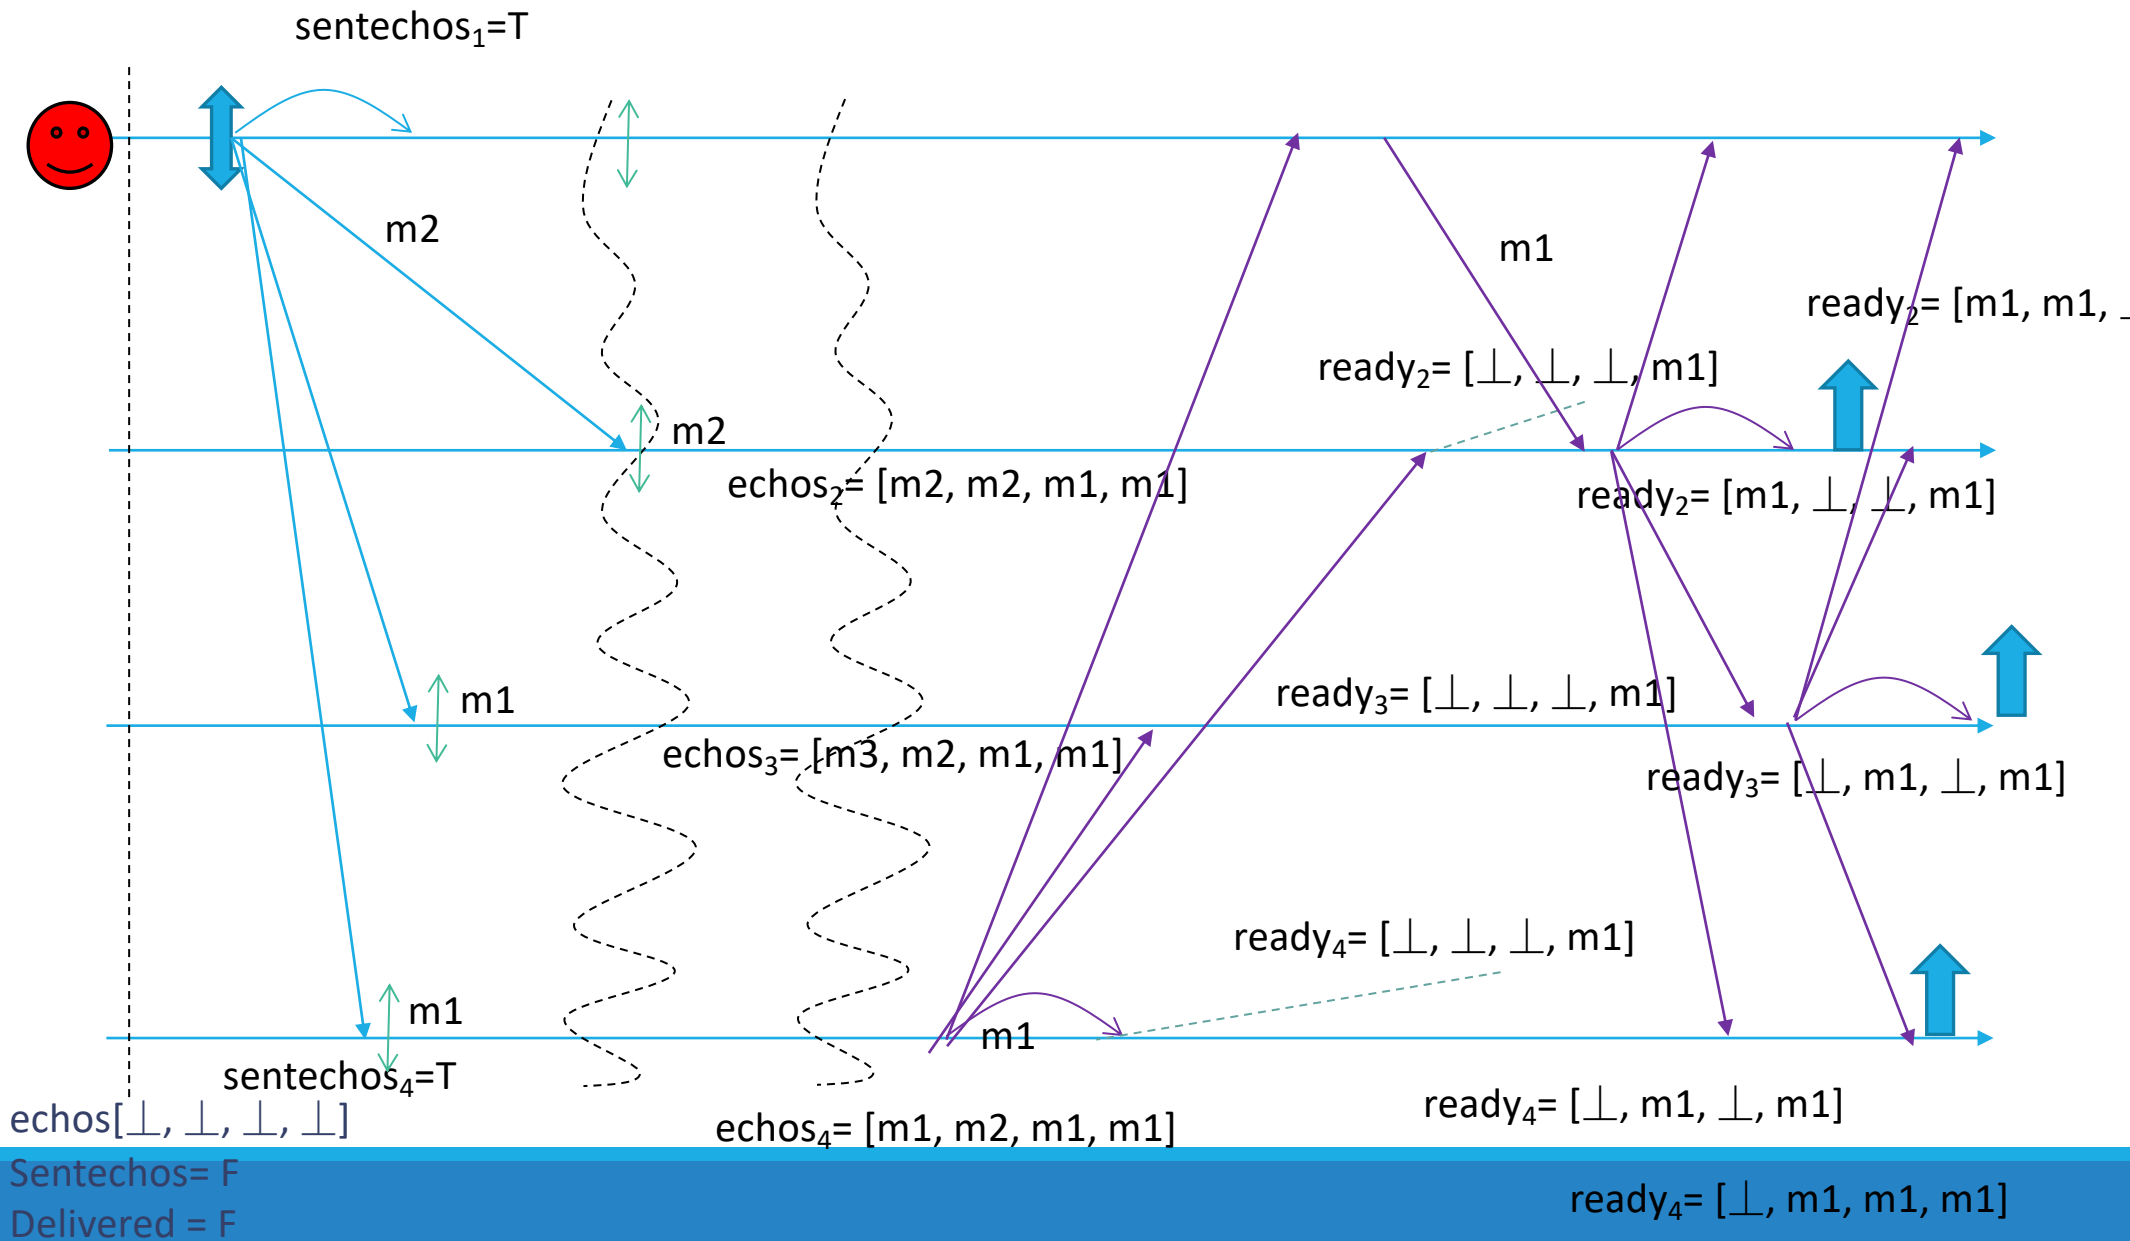 sentechos₁=T
m2
m1
ready₂= [m1, m1,
ready₂= [⊥, ⊥, ⊥, m1]
m2
echos₂= [m2, m2, m1, m1]
ready₂= [m1, ⊥, ⊥, m1]
m1
ready₃= [⊥, ⊥, ⊥, m1]
echos₃= [m3, m2, m1, m1]
ready₃= [⊥, m1, ⊥, m1]
ready₄= [⊥, ⊥, ⊥, m1]
m1
m1
sentechos₄=T
echos[⊥, ⊥, ⊥, ⊥]
echos₄= [m1, m2, m1, m1]
ready₄= [⊥, m1, ⊥, m1]
Sentechos= F
Delivered = F
ready₄= [⊥, m1, m1, m1]